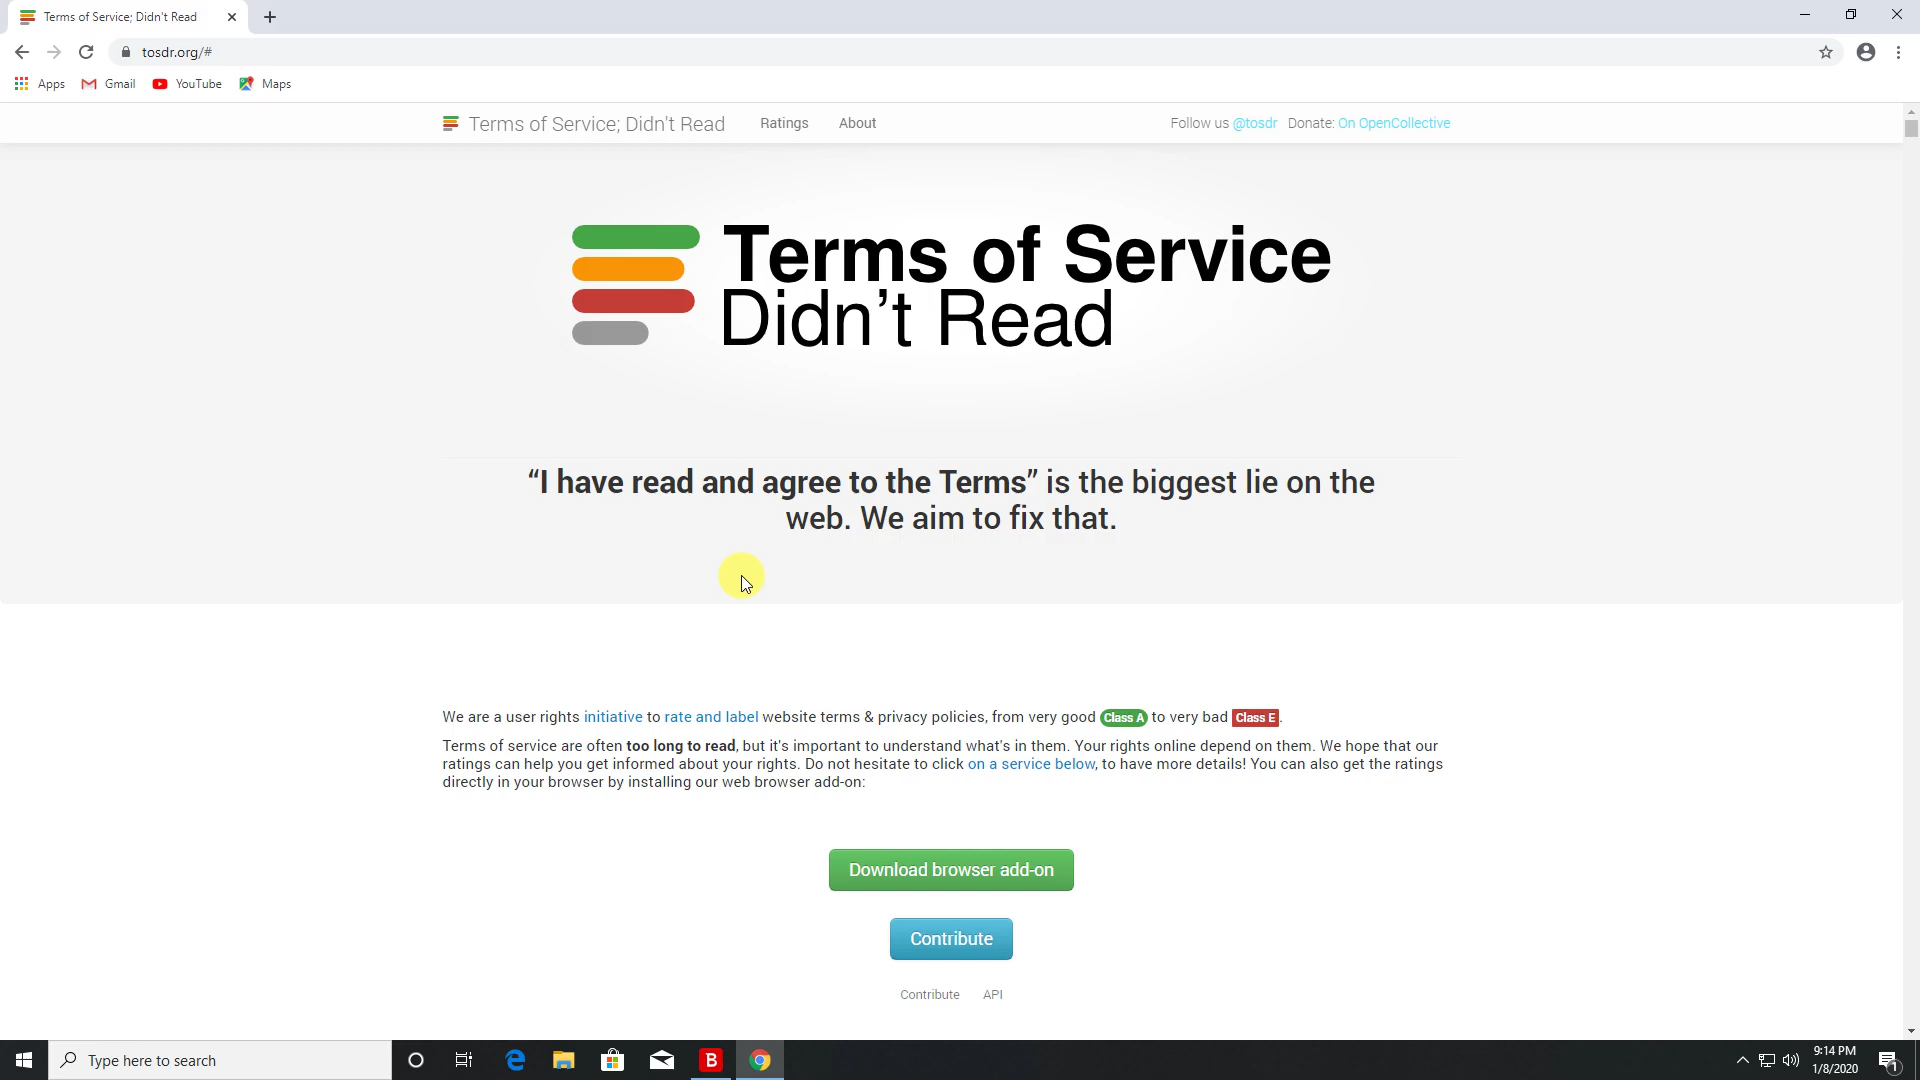 Terms of Service; Didn't Read
tosdr.org/#
Apps Gmail YouTube Maps
Terms of Service; Didn't Read Ratings About Follow us @tosdr Donate: On OpenCollective
Terms of Service
Didn’t Read
“I have read and agree to the Terms” is the biggest lie on the
web. We aim to fix that.
We are a user rights initiative to rate and label website terms & privacy policies, from very good Class A to very bad Class E.
Terms of service are often too long to read, but it's important to understand what's in them. Your rights online depend on them. We hope that our
ratings can help you get informed about your rights. Do not hesitate to click on a service below, to have more details! You can also get the ratings
directly in your browser by installing our web browser add-on:
Download browser add-on
Contribute
Contribute API
Type here to search
B
9:14 PM
1/8/2020
1